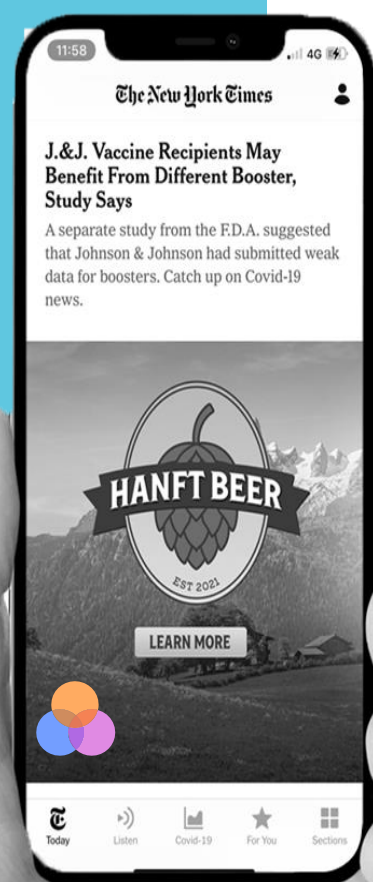 11:58
4G
The New York Times
J.&J. Vaccine Recipients May
Benefit From Different Booster,
Study Says
A separate study from the F.D.A. suggested
that Johnson & Johnson had submitted weak
data for boosters. Catch up on Covid-19
news.
HANFT BEER
EST 2021
LEARN MORE
T
Today
Listen
Covid-19
For You
Sections